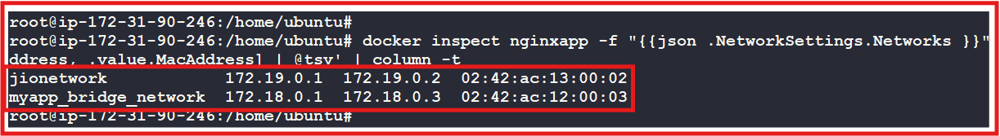 root@ip-172-31-90-246:/home/ubuntu#
root@ip-172-31-90-246:/home/ubuntu# docker inspect nginxapp -f "{{json .NetworkSettings.Networks }}"
ddress, .value.MacAddress] | @tsv' | column -t
jionetwork 172.19.0.1 172.19.0.2 02:42:ac:13:00:02
myapp_bridge_network 172.18.0.1 172.18.0.3 02:42:ac:12:00:03
root@ip-172-31-90-246:/home/ubuntu#